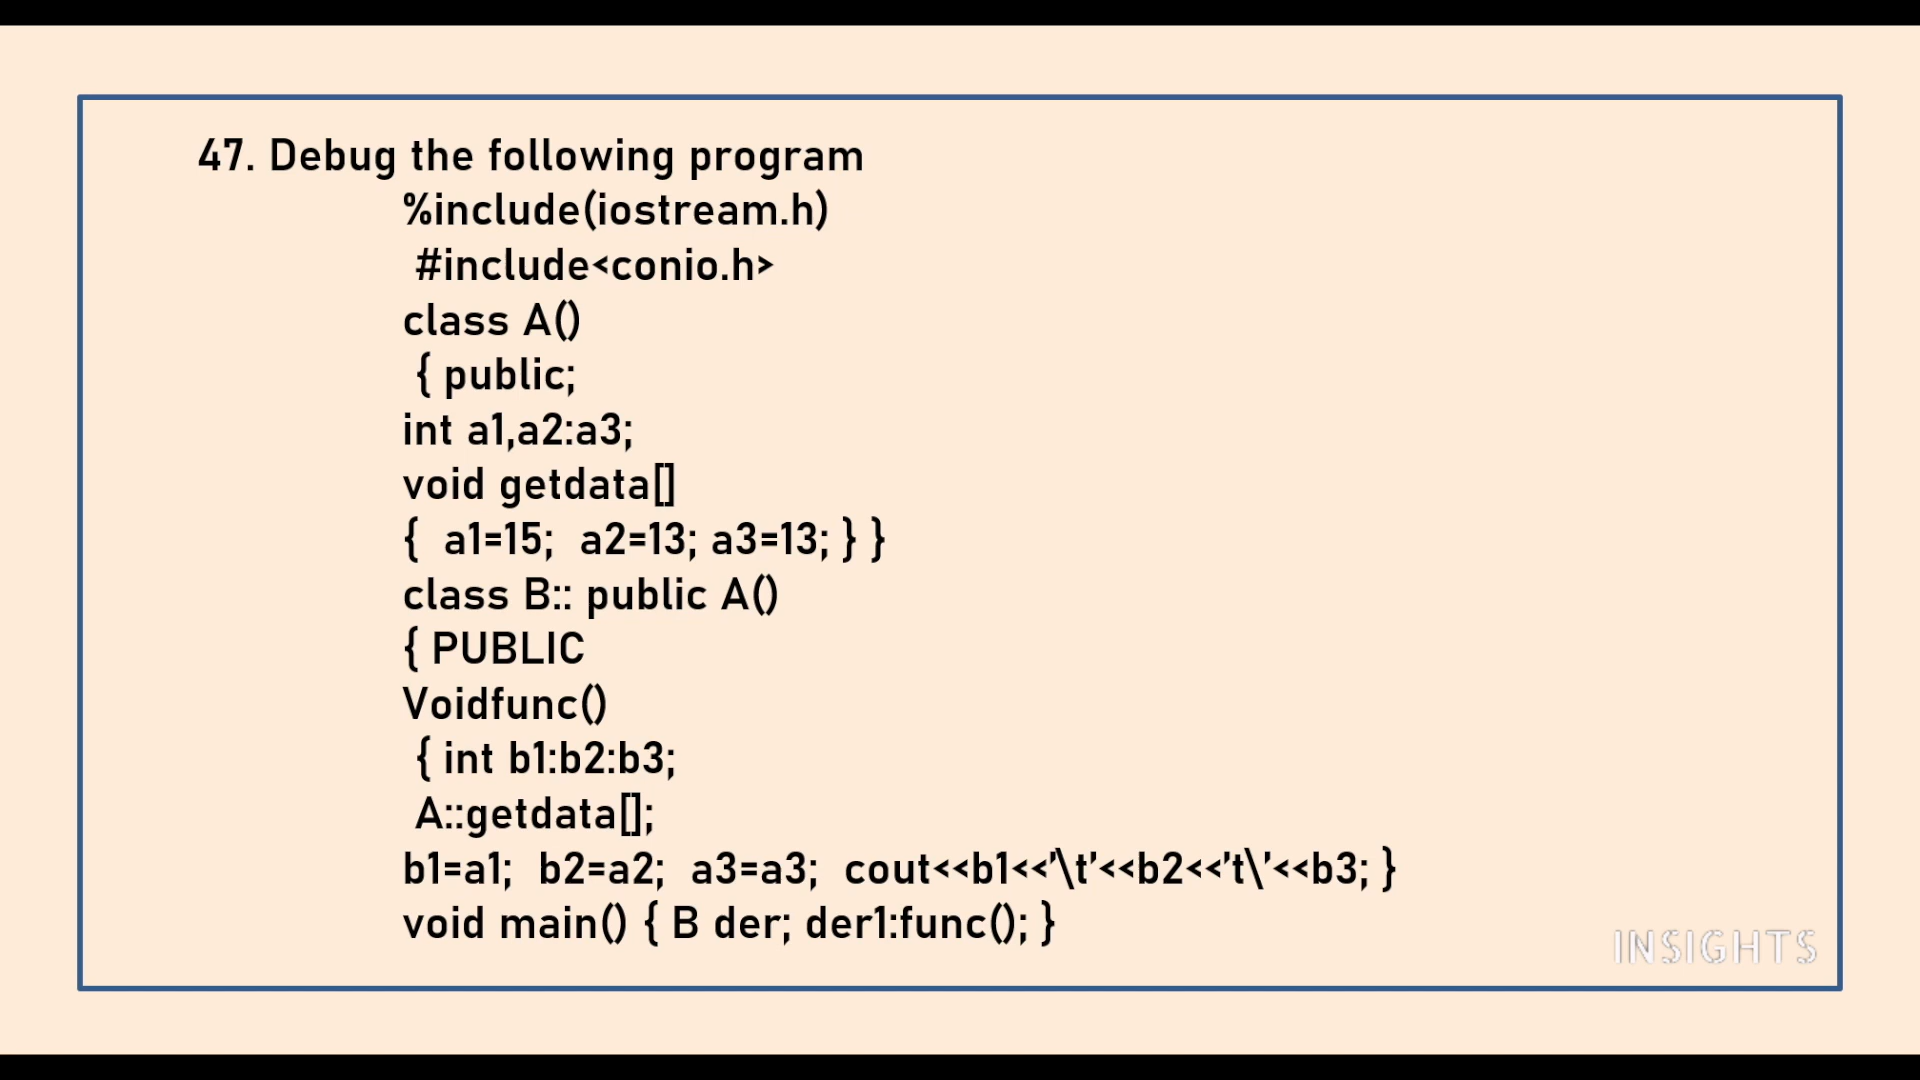 47. Debug the following program
%include(iostream.h)
#include<conio.h>
class A()
{ public;
int a1,a2:a3;
void getdata[]
{ a1=15; a2=13; a3=13; } }
class B:: public A()
{ PUBLIC
Voidfunc()
{ int b1:b2:b3;
A::getdata[];
b1=a1; b2=a2; a3=a3; cout<<b1<<'\t'<<b2<<'t\'<<b3; }
void main() { B der; der1:func(); }
INSIGHTS